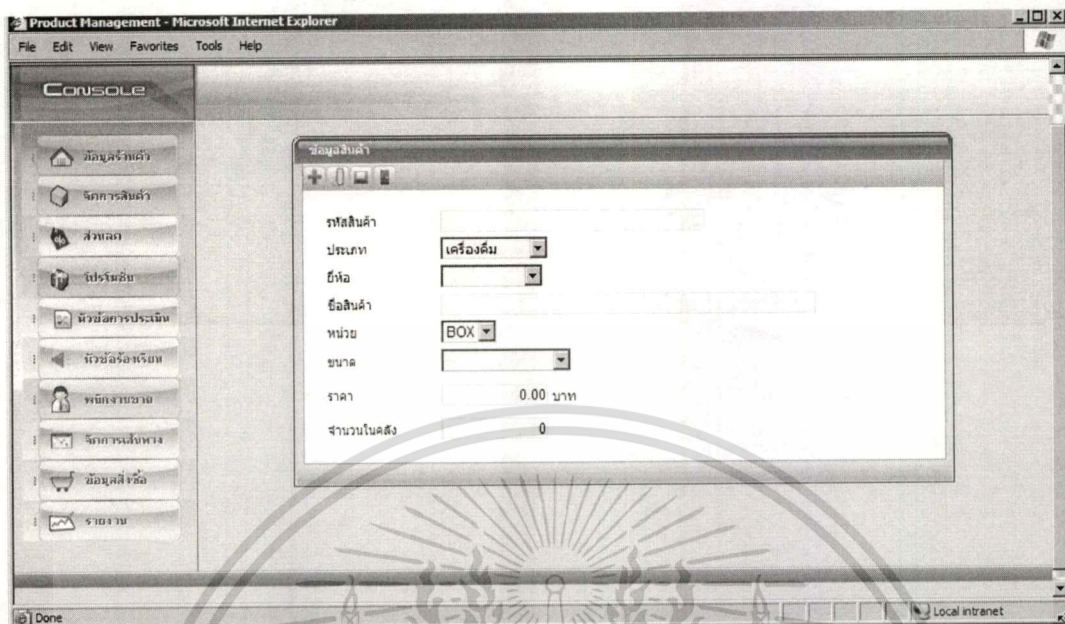 Product Management - Microsoft Internet Explorer
File Edit View Favorites Tools Help
CONSOLE
ข้อมูลร้านค้า
จัดการสินค้า
ส่วนลด
โปรโมชั่น
หัวข้อการประเมิน
หัวข้อร้องเรียน
พนักงานขาย
จัดการเส้นทาง
ข้อมูลสั่งซื้อ
รายงาน
ข้อมูลสินค้า
รหัสสินค้า
ประเภท เครื่องดื่ม
ยี่ห้อ
ชื่อสินค้า
หน่วย BOX
ขนาด
ราคา 0.00 บาท
จำนวนในคลัง 0
Done
Local intranet